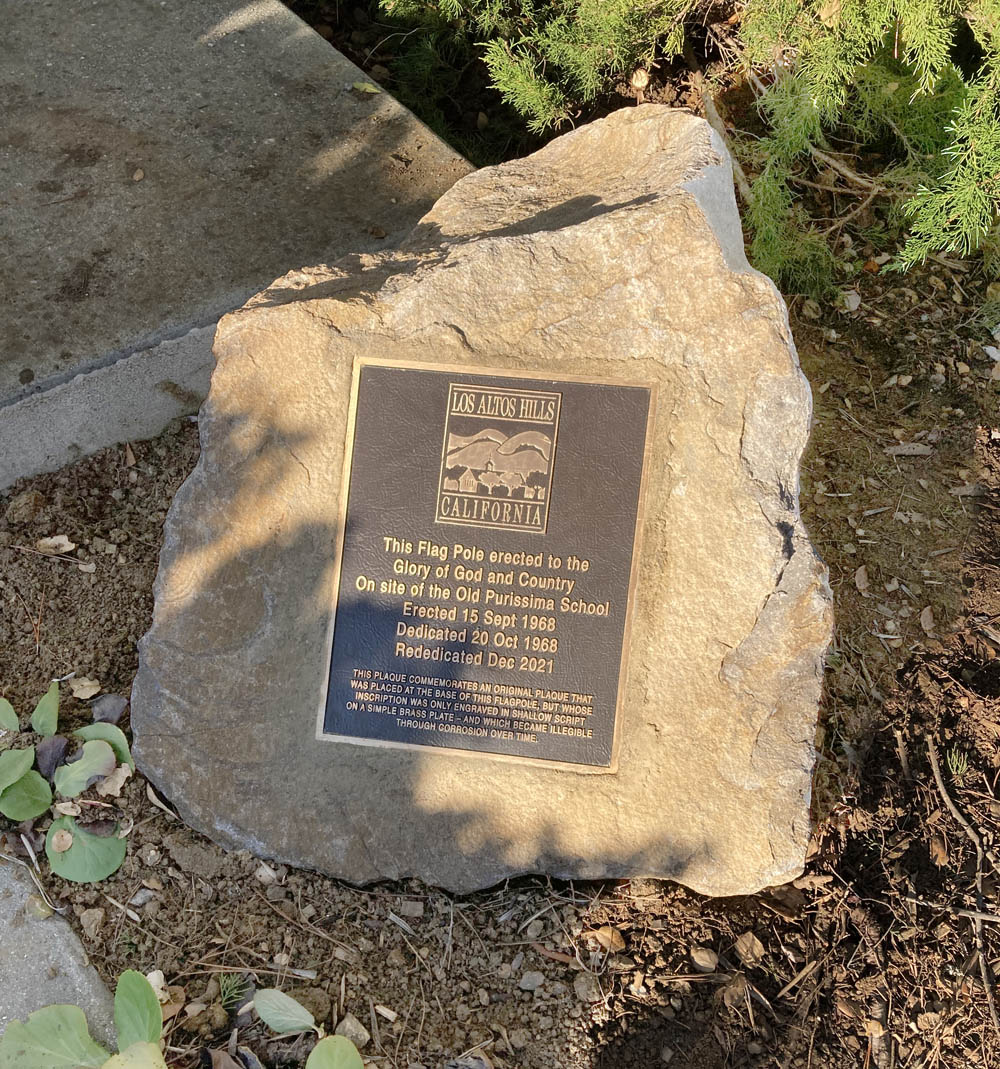 LOS ALTOS HILLS
CALIFORNIA
This Flag Pole erected to the
Glory of God and Country
On site of the Old Purissima School
Erected 15 Sept 1968
Dedicated 20 Oct 1968
Rededicated Dec 2021
THIS PLAQUE COMMEMORATES AN ORIGINAL PLAQUE THAT
WAS PLACED AT THE BASE OF THIS FLAGPOLE, BUT WHOSE
INSCRIPTION WAS ONLY ENGRAVED IN SHALLOW SCRIPT
ON A SIMPLE BRASS PLATE – AND WHICH BECAME ILLEGIBLE
THROUGH CORROSION OVER TIME.